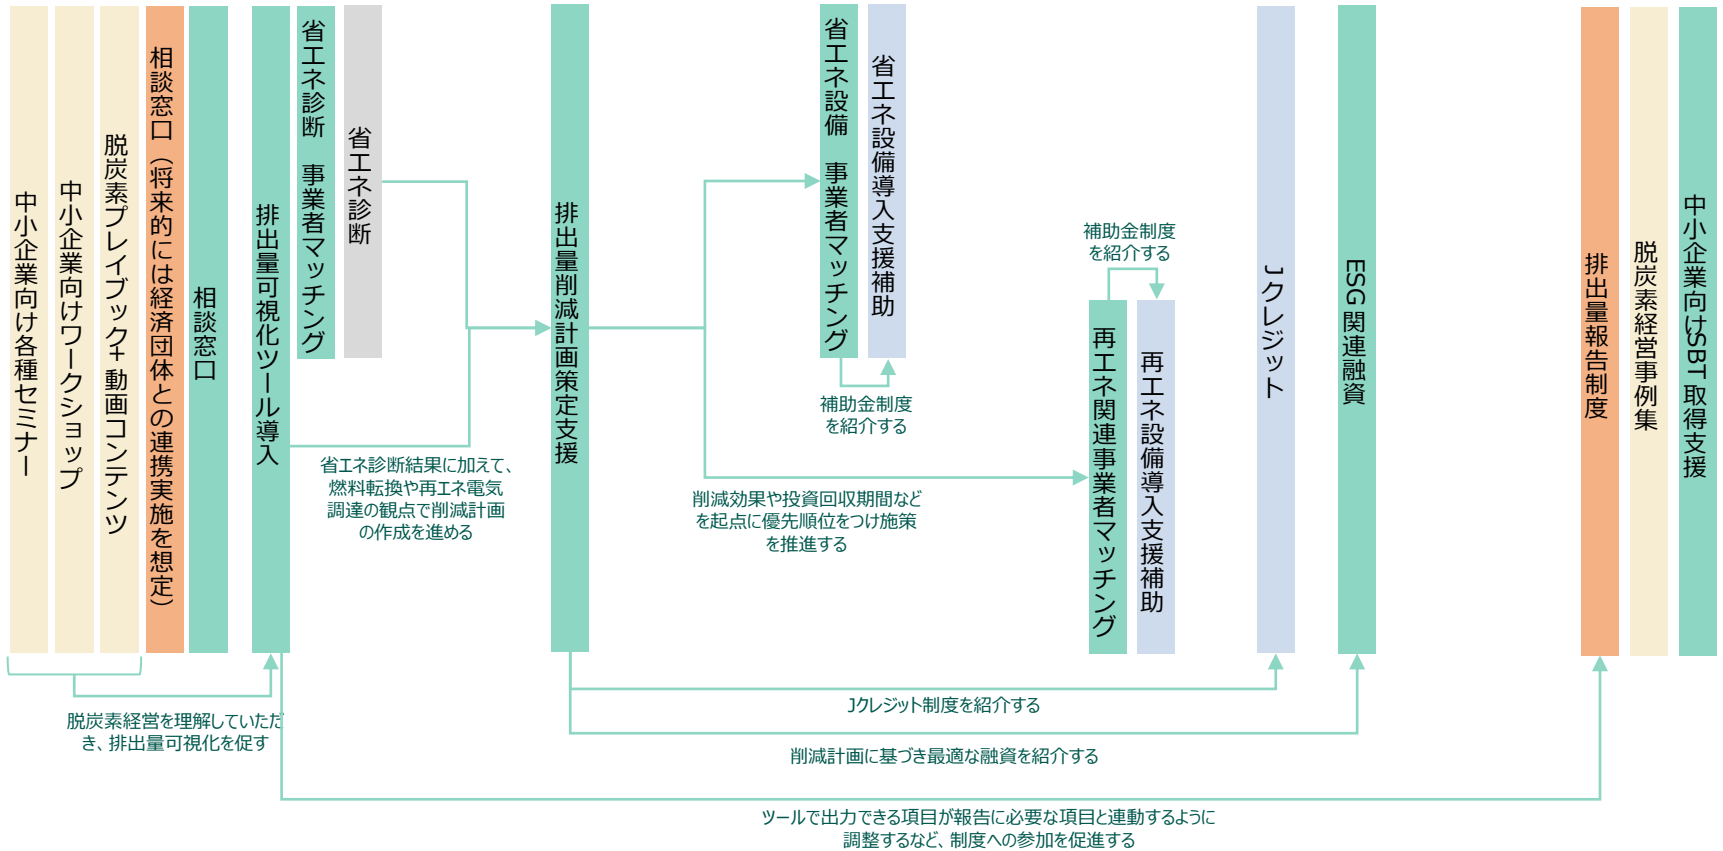 中小企業向け各種セミナー
中小企業向けワークショップ
脱炭素プレイブック+ 動画コンテンツ
相談窓口（将来的には経済団体との連携実施を想定）
相談窓口
排出量可視化ツール導入
省エネ診断　事業者マッチング
省エネ診断
排出量削減計画策定支援
省エネ設備　事業者マッチング
省エネ設備導入支援補助
再エネ関連事業者マッチング
再エネ設備導入支援補助
Jクレジット
ESG 関連融資
排出量報告制度
脱炭素経営事例集
中小企業向けSBT 取得支援
補助金制度
を紹介する
補助金制度
を紹介する
省エネ診断結果に加えて、
燃料転換や再エネ電気
調達の観点で削減計画
の作成を進める
削減効果や投資回収期間など
を起点に優先順位をつけ施策
を推進する
脱炭素経営を理解していただ
き、排出量可視化を促す
Jクレジット制度を紹介する
削減計画に基づき最適な融資を紹介する
ツールで出力できる項目が報告に必要な項目と連動するように
調整するなど、制度への参加を促進する